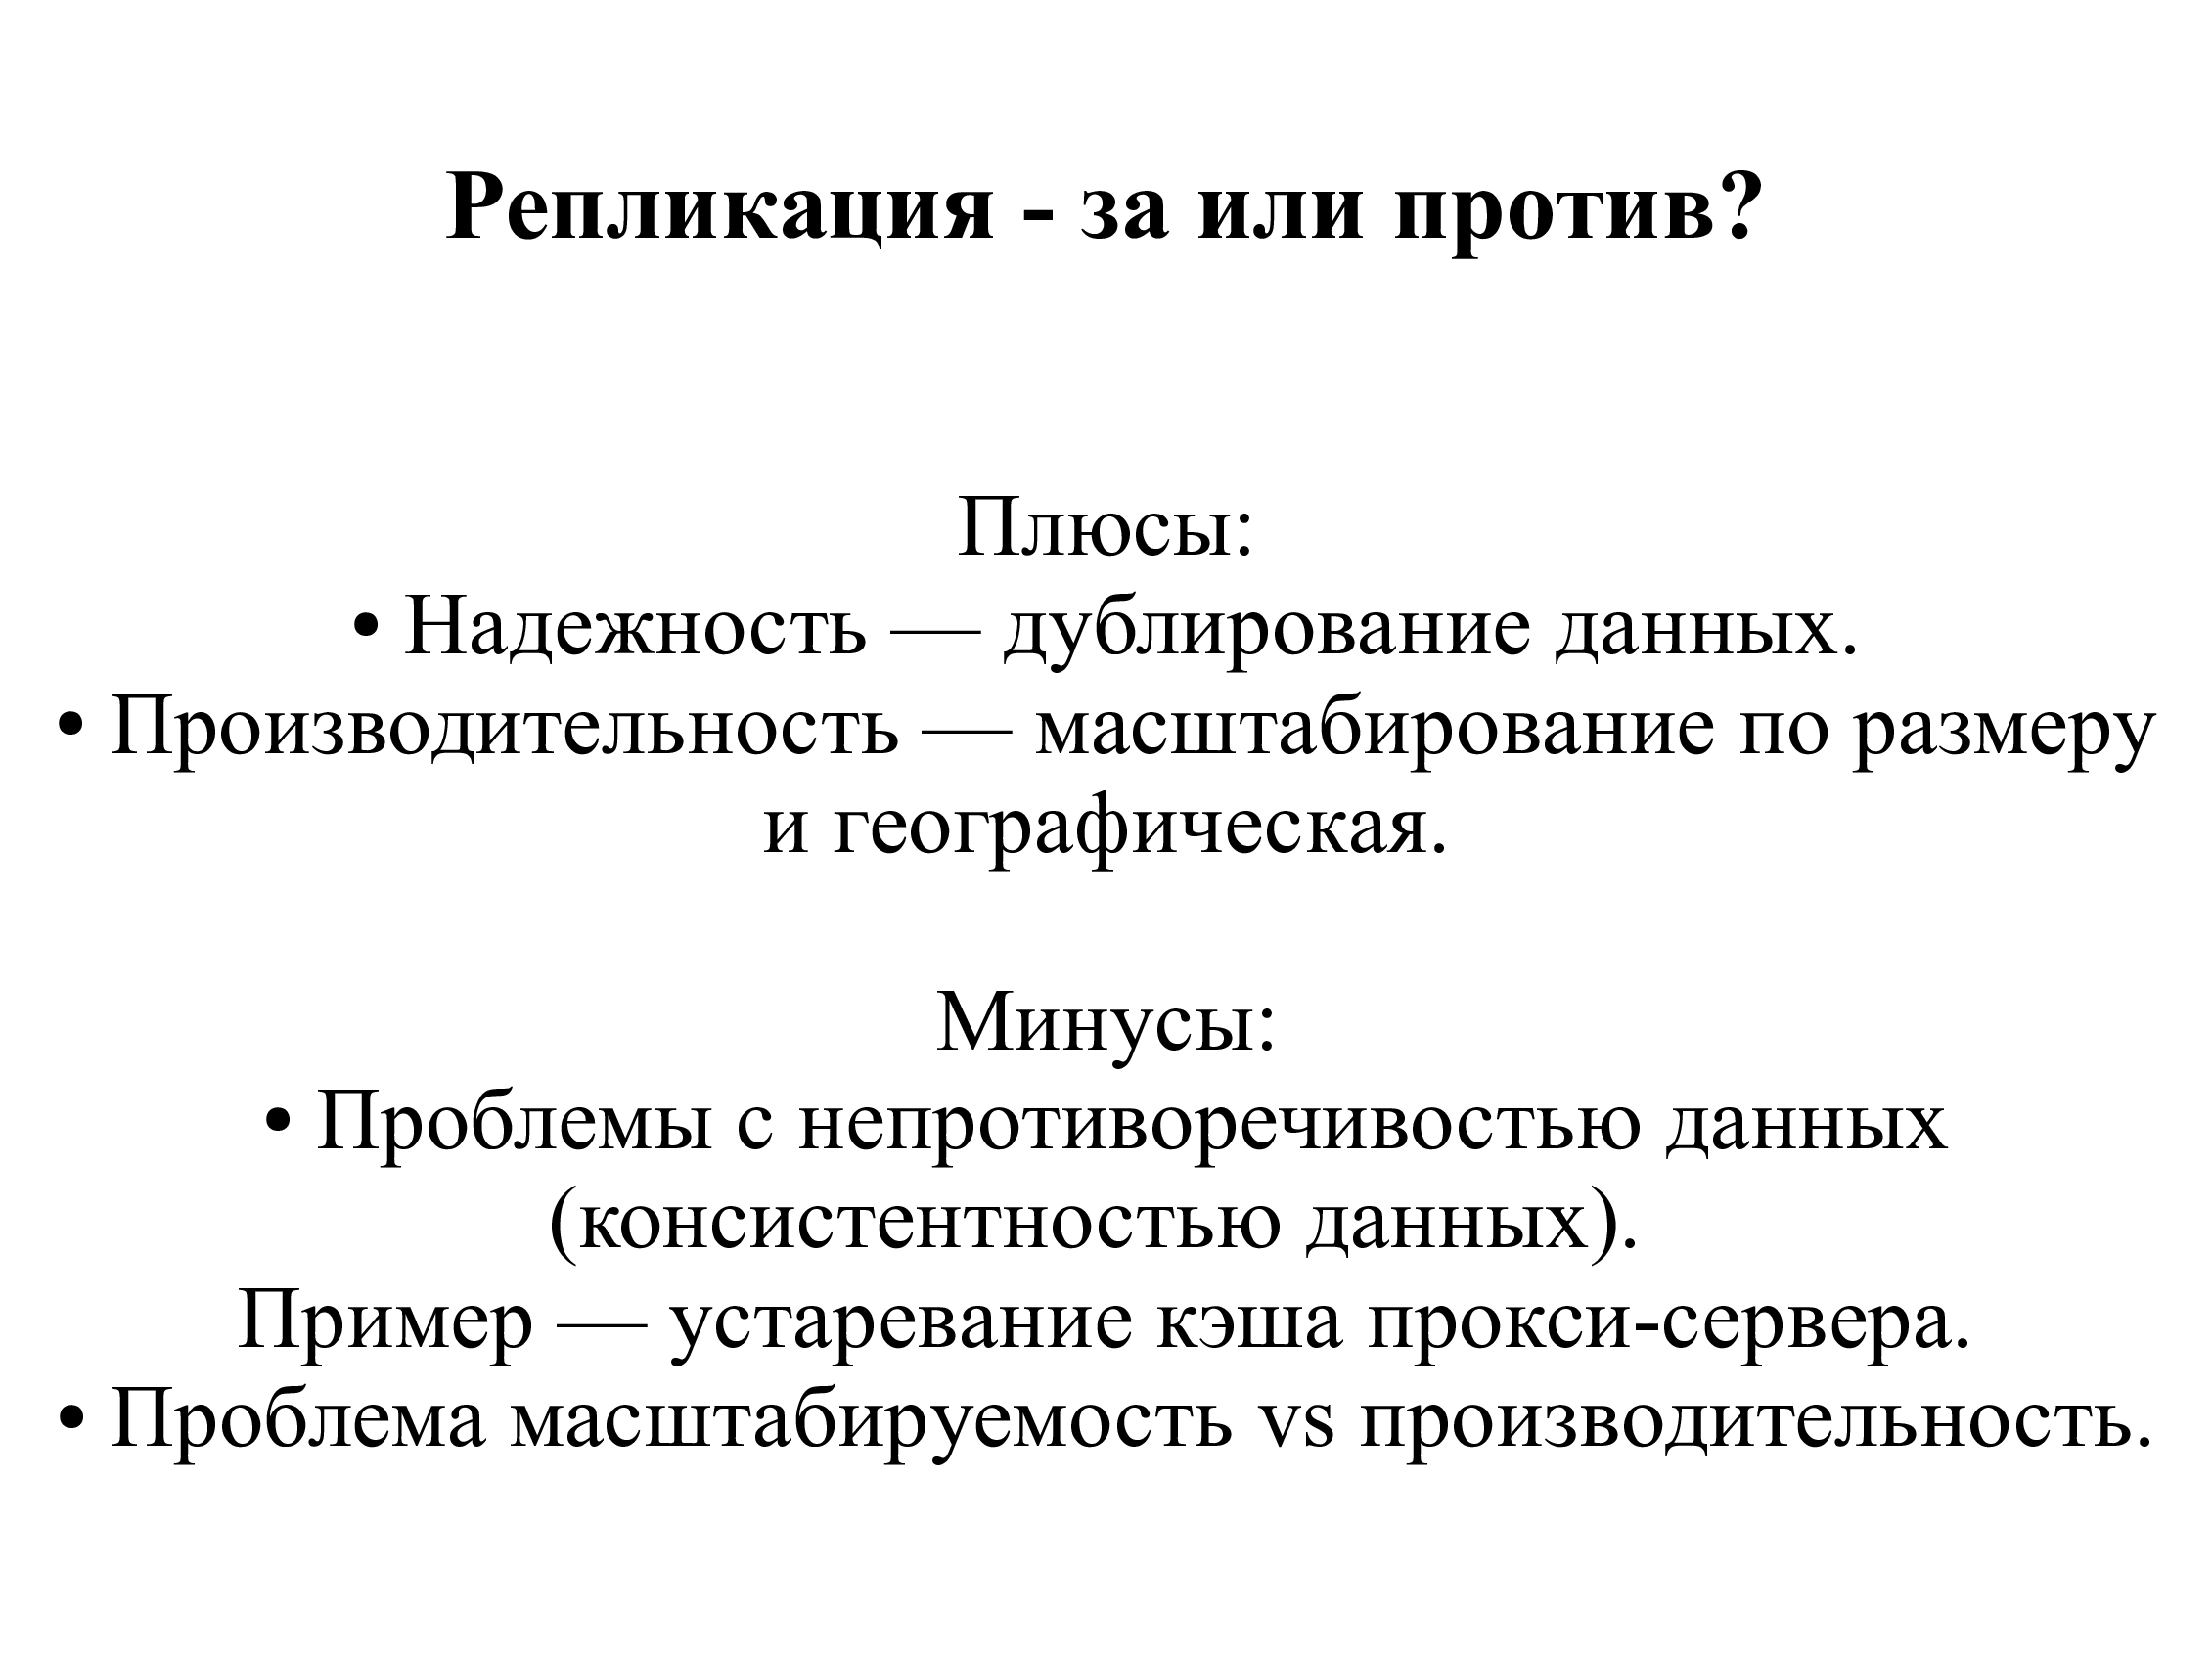 Репликация - за или против?
Плюсы:
• Надежность — дублирование данных.
• Производительность — масштабирование по размеру
и географическая.
Минусы:
• Проблемы с непротиворечивостью данных
(консистентностью данных).
Пример — устаревание кэша прокси-сервера.
• Проблема масштабируемость vs производительность.